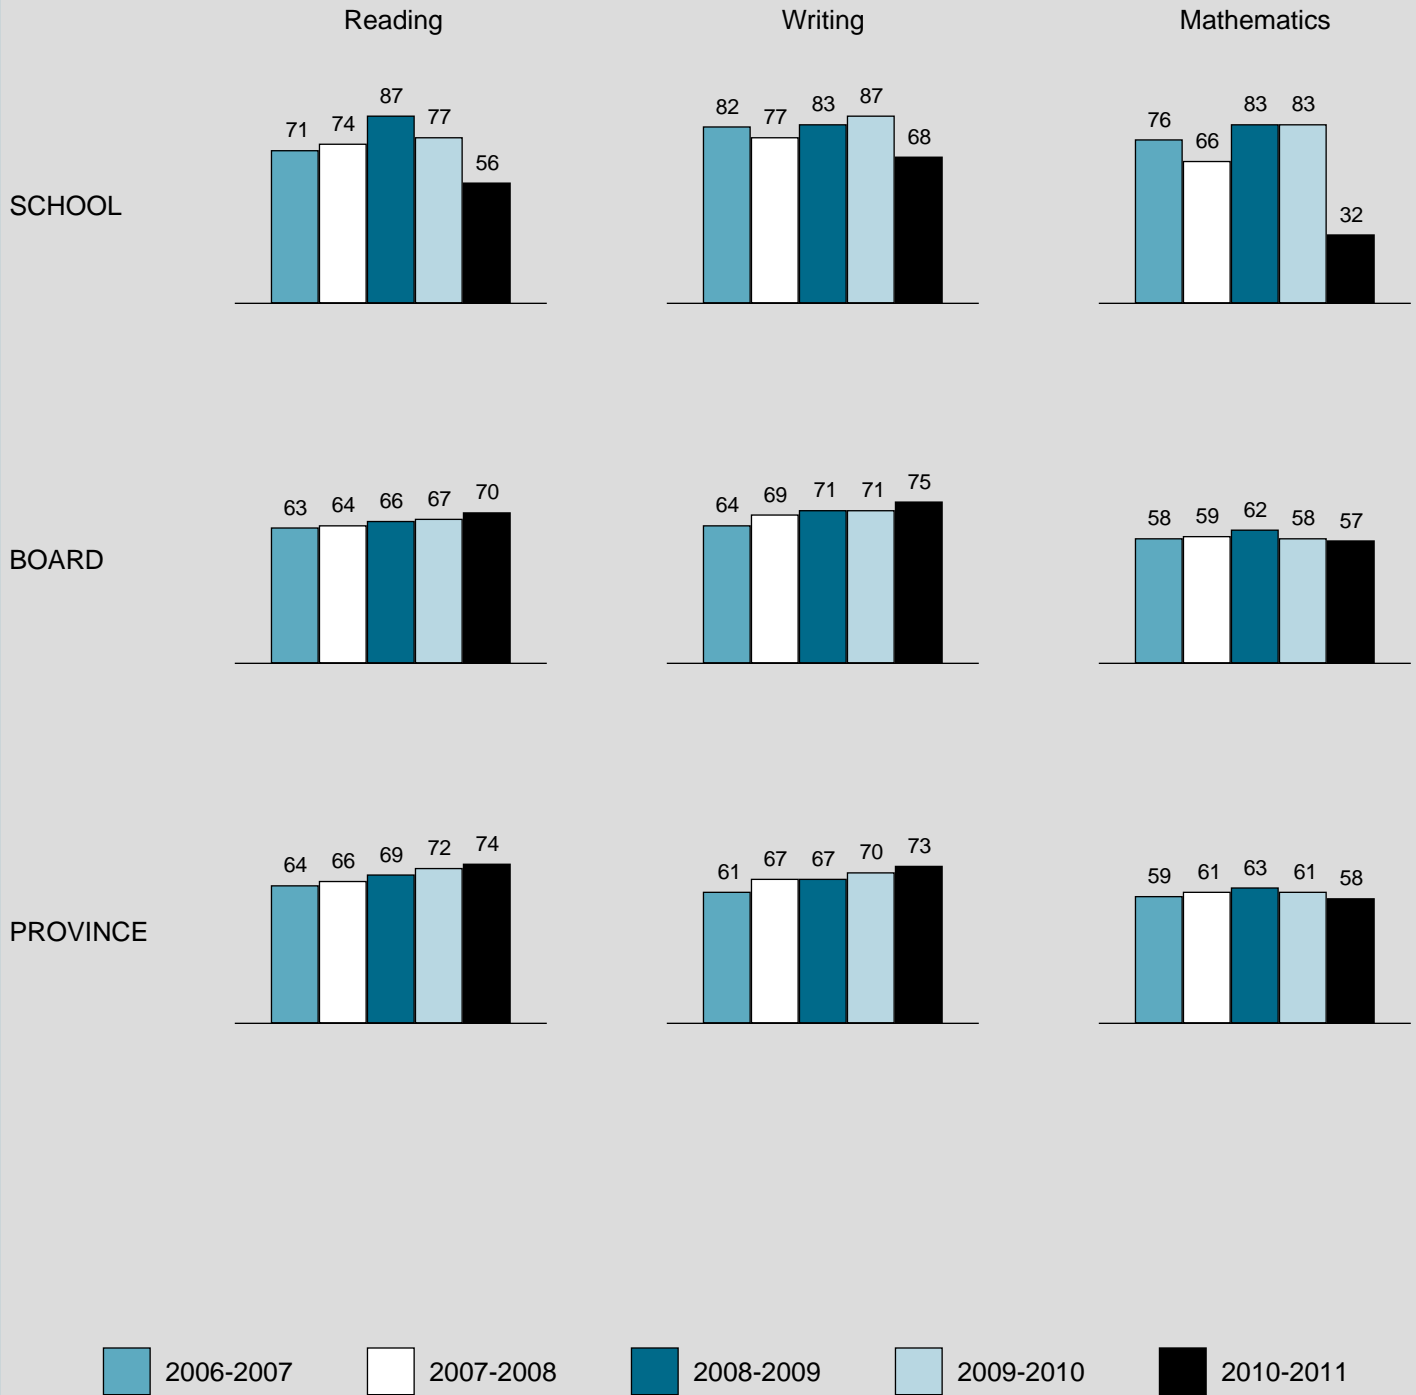 Reading Writing Mathematics
SCHOOL
71 74 87 77 56
82 77 83 87 68
76 66 83 83 32
BOARD
63 64 66 67 70
64 69 71 71 75
58 59 62 58 57
PROVINCE
64 66 69 72 74
61 67 67 70 73
59 61 63 61 58
2006-2007 2007-2008 2008-2009 2009-2010 2010-2011